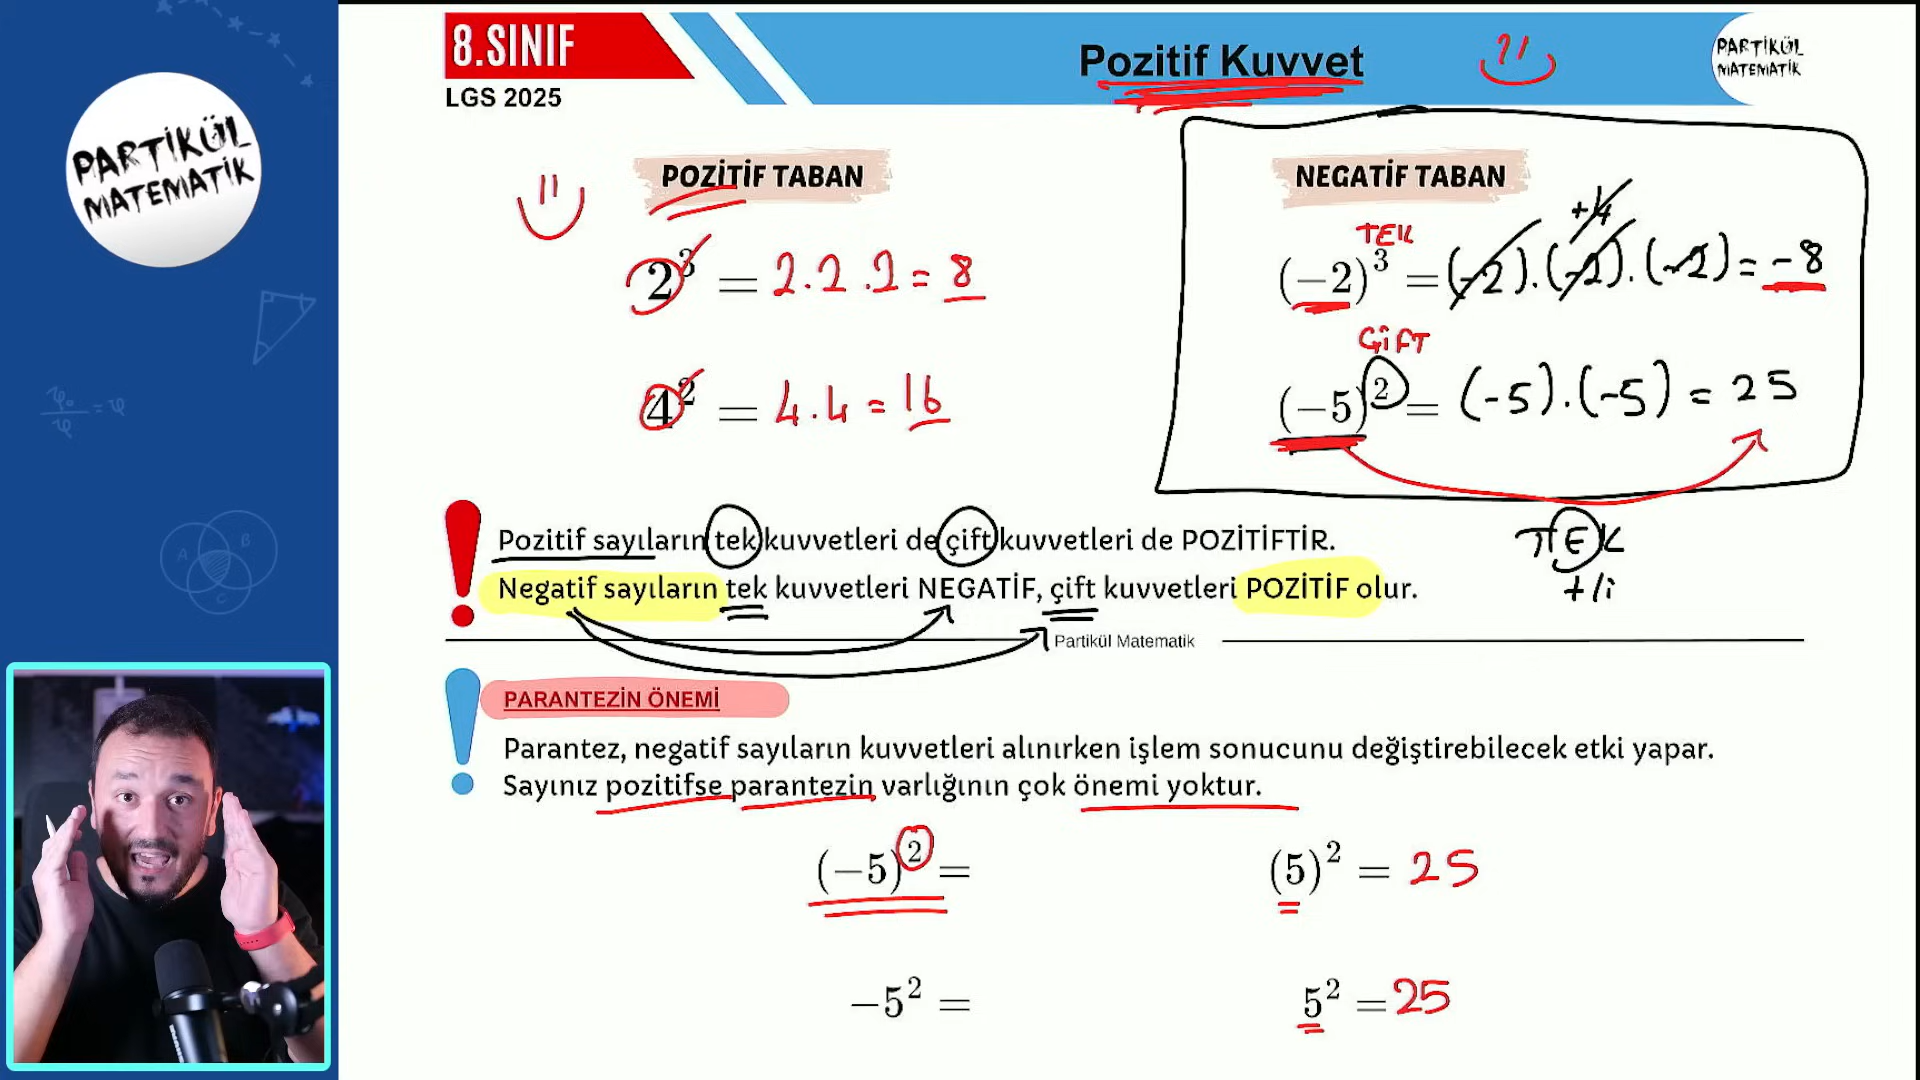 8.SINIF
LGS 2025
Pozitif Kuvvet
PARTİKÜL
MATEMATİK
PARTİKÜL
MATEMATİK
POZİTİF TABAN
2³ = 2.2.2 = 8
4² = 4.4 = 16
NEGATİF TABAN
TEK
+4
(−2)³ = (-2).(-2).(-2) = -8
ÇİFT
(−5)² = (-5).(-5) = 25
Pozitif sayıların tek kuvvetleri de çift kuvvetleri de POZİTİFTİR.
Negatif sayıların tek kuvvetleri NEGATİF, çift kuvvetleri POZİTİF olur.
TEK
+/i
Partikül Matematik
PARANTEZİN ÖNEMİ
Parantez, negatif sayıların kuvvetleri alınırken işlem sonucunu değiştirebilecek etki yapar.
Sayınız pozitifse parantezin varlığının çok önemi yoktur.
(−5)² =
(5)² = 25
−5² =
5² = 25
A B
C